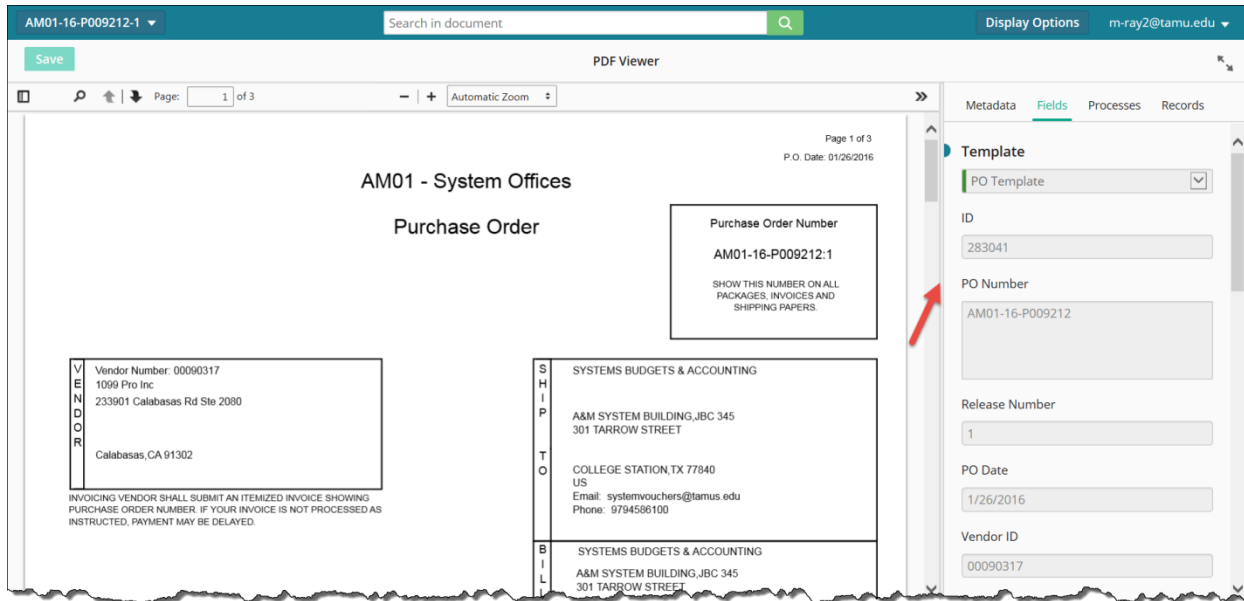 AM01-16-P009212-1
Search in document
Display Options
m-ray2@tamu.edu
Save
PDF Viewer
Page: 1 of 3
Automatic Zoom
Metadata Fields Processes Records
Page 1 of 3
P.O. Date: 01/26/2016
AM01 - System Offices
Purchase Order
Purchase Order Number
AM01-16-P009212:1
SHOW THIS NUMBER ON ALL
PACKAGES, INVOICES AND
SHIPPING PAPERS.
VENDOR
Vendor Number: 00090317
1099 Pro Inc
233901 Calabasas Rd Ste 2080
Calabasas,CA 91302
INVOICING VENDOR SHALL SUBMIT AN ITEMIZED INVOICE SHOWING
PURCHASE ORDER NUMBER. IF YOUR INVOICE IS NOT PROCESSED AS
INSTRUCTED, PAYMENT MAY BE DELAYED.
SHIP TO
SYSTEMS BUDGETS & ACCOUNTING
A&M SYSTEM BUILDING,JBC 345
301 TARROW STREET
COLLEGE STATION,TX 77840
US
Email: systemvouchers@tamus.edu
Phone: 9794586100
BIL
SYSTEMS BUDGETS & ACCOUNTING
A&M SYSTEM BUILDING,JBC 345
301 TARROW STREET
Template
PO Template
ID
283041
PO Number
AM01-16-P009212
Release Number
1
PO Date
1/26/2016
Vendor ID
00090317